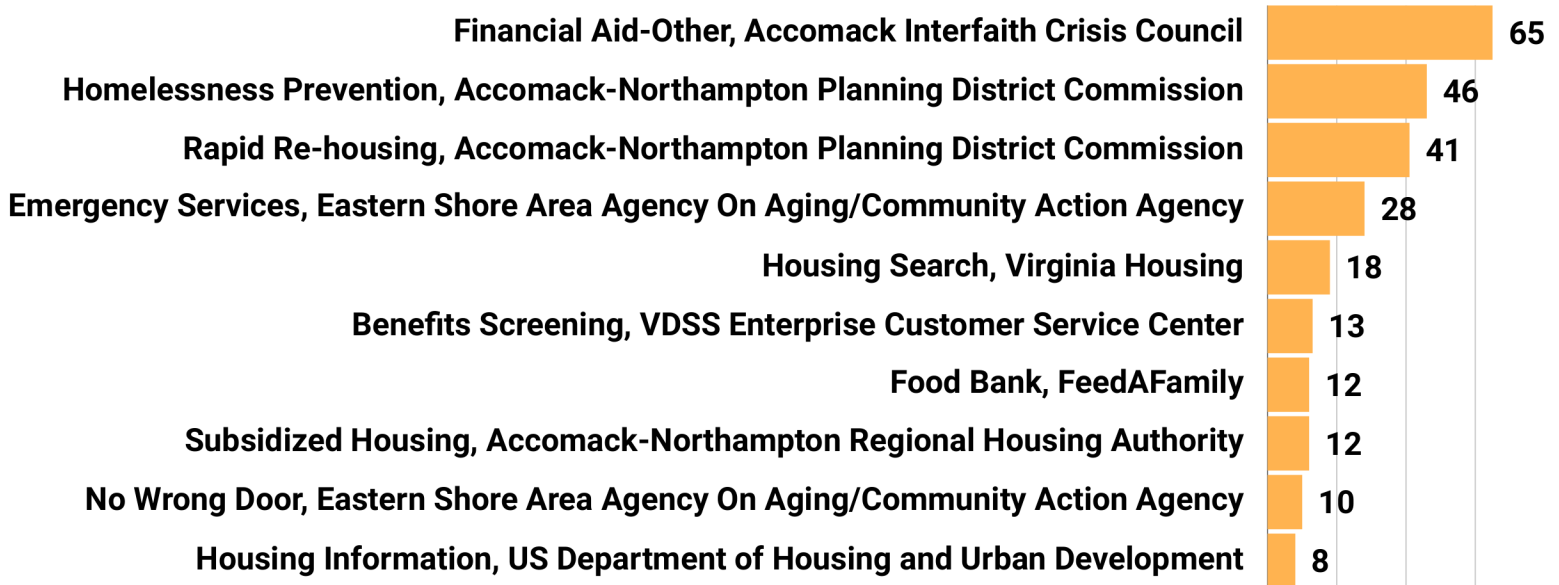 Financial Aid-Other, Accomack Interfaith Crisis Council 65
Homelessness Prevention, Accomack-Northampton Planning District Commission 46
Rapid Re-housing, Accomack-Northampton Planning District Commission 41
Emergency Services, Eastern Shore Area Agency On Aging/Community Action Agency 28
Housing Search, Virginia Housing 18
Benefits Screening, VDSS Enterprise Customer Service Center 13
Food Bank, FeedAFamily 12
Subsidized Housing, Accomack-Northampton Regional Housing Authority 12
No Wrong Door, Eastern Shore Area Agency On Aging/Community Action Agency 10
Housing Information, US Department of Housing and Urban Development 8